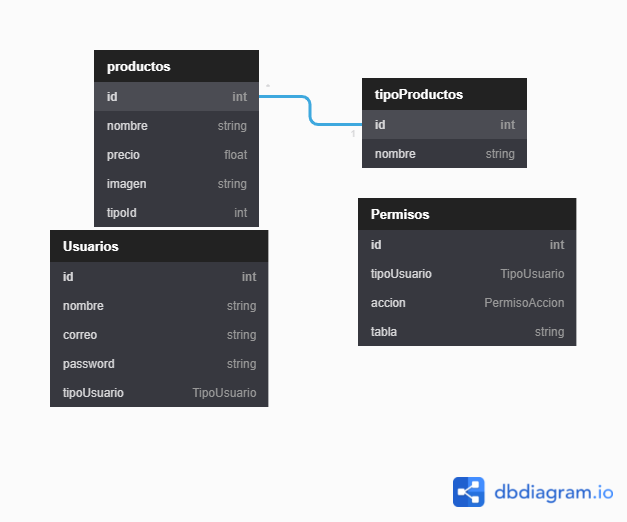 productos
id int
nombre string
precio float
imagen string
tipoId int
*
1
tipoProductos
id int
nombre string
Usuarios
id int
nombre string
correo string
password string
tipoUsuario TipoUsuario
Permisos
id int
tipoUsuario TipoUsuario
accion PermisoAccion
tabla string
dbdiagram.io